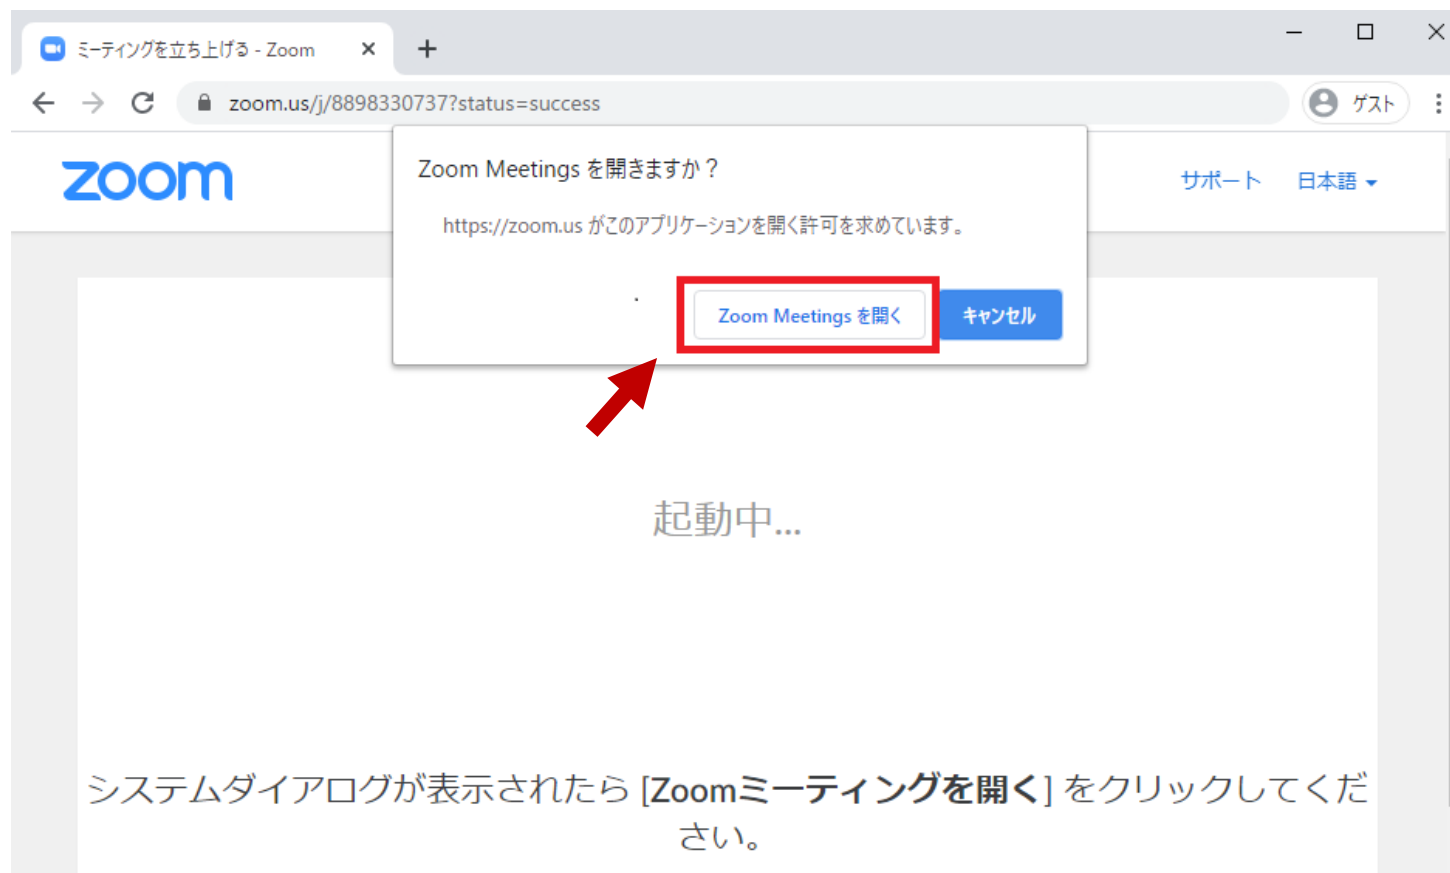 ミーティングを立ち上げる - Zoom
zoom.us/j/8898330737?status=success
ゲスト
zoom
サポート 日本語
Zoom Meetings を開きますか？
https://zoom.us がこのアプリケーションを開く許可を求めています。
Zoom Meetings を開く キャンセル
起動中...
システムダイアログが表示されたら [Zoomミーティングを開く] をクリックしてくだ
さい。